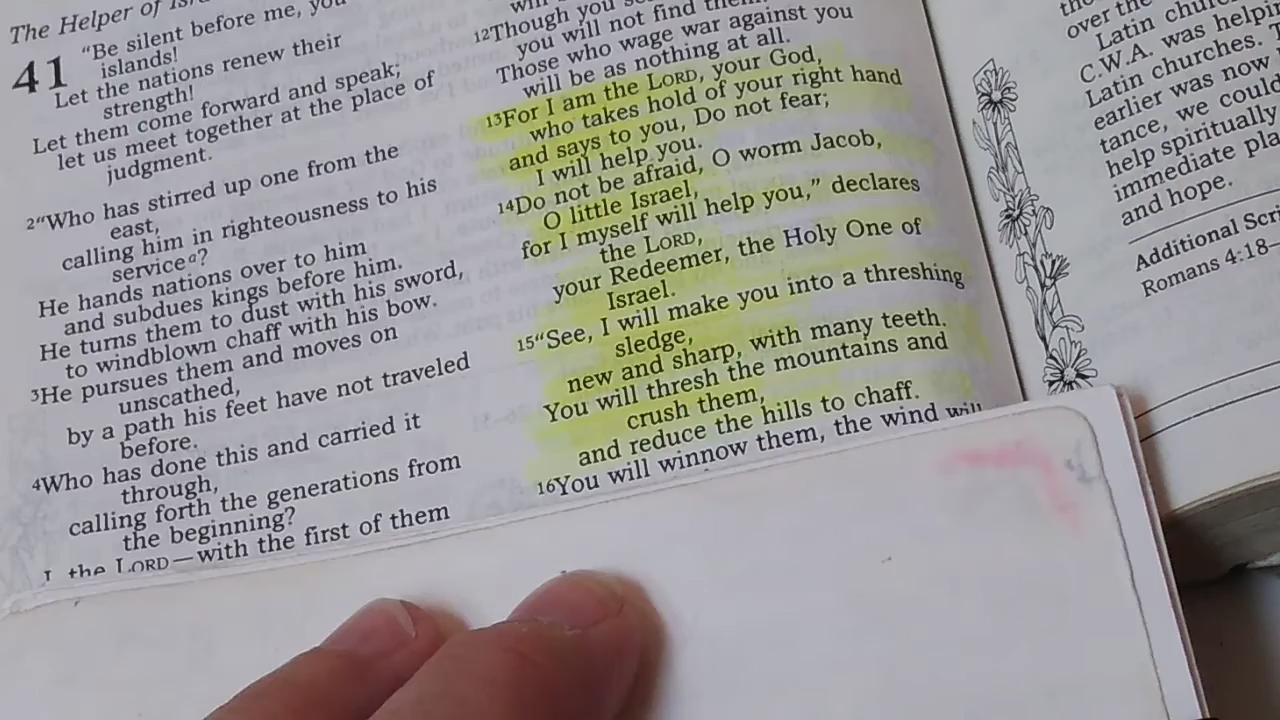 The Helper of
41 "Be silent before me, you
islands!
Let the nations renew their
strength!
Let them come forward and speak;
let us meet together at the place of
judgment.
2"Who has stirred up one from the
east,
calling him in righteousness to his
serviceᵃ?
He hands nations over to him
and subdues kings before him.
He turns them to dust with his sword,
to windblown chaff with his bow.
3He pursues them and moves on
unscathed,
by a path his feet have not traveled
before.
4Who has done this and carried it
through,
calling forth the generations from
the beginning?
I, the LORD—with the first of them
12Though you
you will not find them.
Those who wage war against you
will be as nothing at all.
13For I am the LORD, your God,
who takes hold of your right hand
and says to you, Do not fear;
I will help you.
14Do not be afraid, O worm Jacob,
O little Israel,
for I myself will help you," declares
the LORD,
your Redeemer, the Holy One of
Israel.
15"See, I will make you into a threshing
sledge,
new and sharp, with many teeth.
You will thresh the mountains and
crush them,
and reduce the hills to chaff.
16You will winnow them, the wind will
over the
Latin
C.W.A. was helpin
Latin churches.
earlier was now
tance, we could
help spiritually
immediate pla
and hope.
Additional Scri
Romans 4:18–